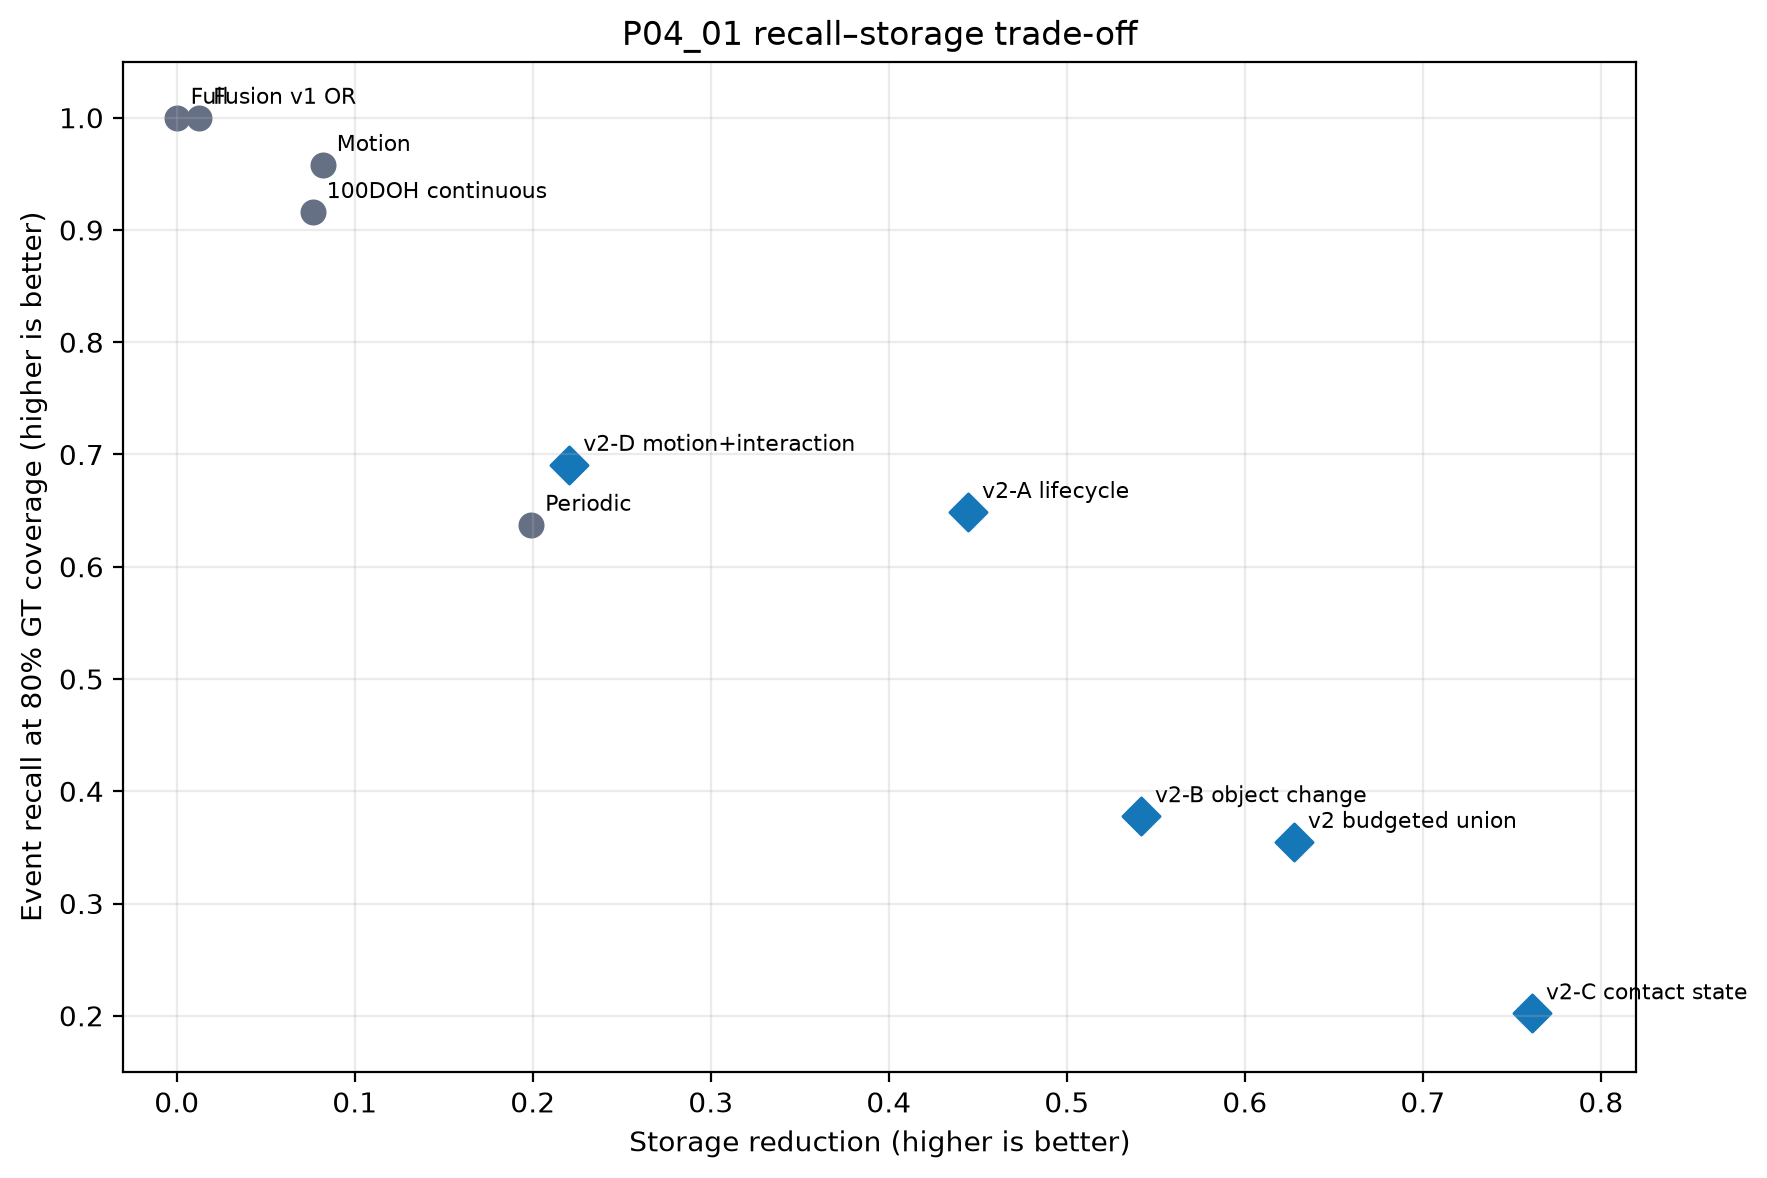 P04_01 recall–storage trade-off
Full
Fusion v1 OR
Motion
100DOH continuous
v2-D motion+interaction
Periodic
v2-A lifecycle
v2-B object change
v2 budgeted union
v2-C contact state
Event recall at 80% GT coverage (higher is better)
1.0
0.9
0.8
0.7
0.6
0.5
0.4
0.3
0.2
0.0 0.1 0.2 0.3 0.4 0.5 0.6 0.7 0.8
Storage reduction (higher is better)